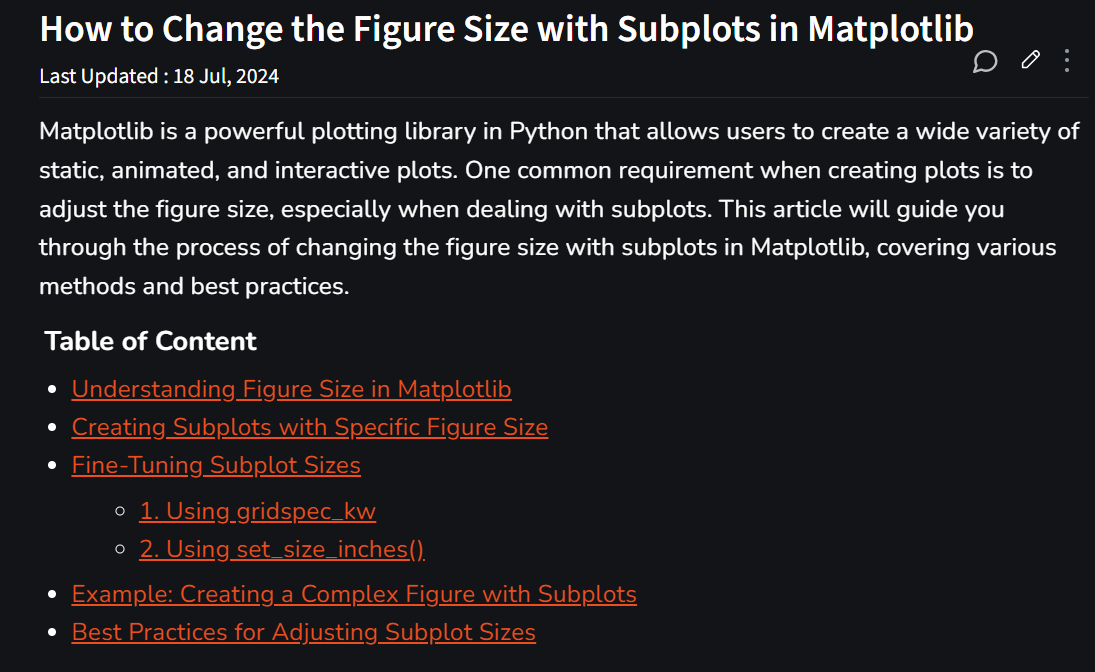 How to Change the Figure Size with Subplots in Matplotlib
Last Updated : 18 Jul, 2024
Matplotlib is a powerful plotting library in Python that allows users to create a wide variety of
static, animated, and interactive plots. One common requirement when creating plots is to
adjust the figure size, especially when dealing with subplots. This article will guide you
through the process of changing the figure size with subplots in Matplotlib, covering various
methods and best practices.
Table of Content
Understanding Figure Size in Matplotlib
Creating Subplots with Specific Figure Size
Fine-Tuning Subplot Sizes
1. Using gridspec_kw
2. Using set_size_inches()
Example: Creating a Complex Figure with Subplots
Best Practices for Adjusting Subplot Sizes